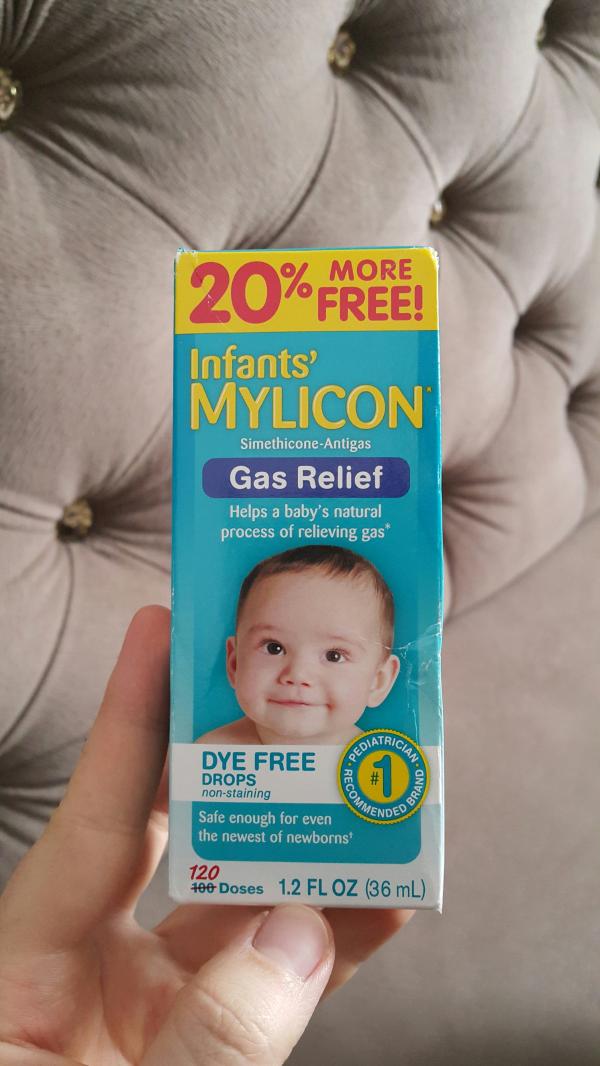 20% MORE FREE!
Infants'
MYLICON®
Simethicone-Antigas
Gas Relief
Helps a baby's natural
process of relieving gas*
DYE FREE
DROPS
non-staining
PEDIATRICIAN
#1
RECOMMENDED BRAND
Safe enough for even
the newest of newborns†
120
100 Doses 1.2 FL OZ (36 mL)